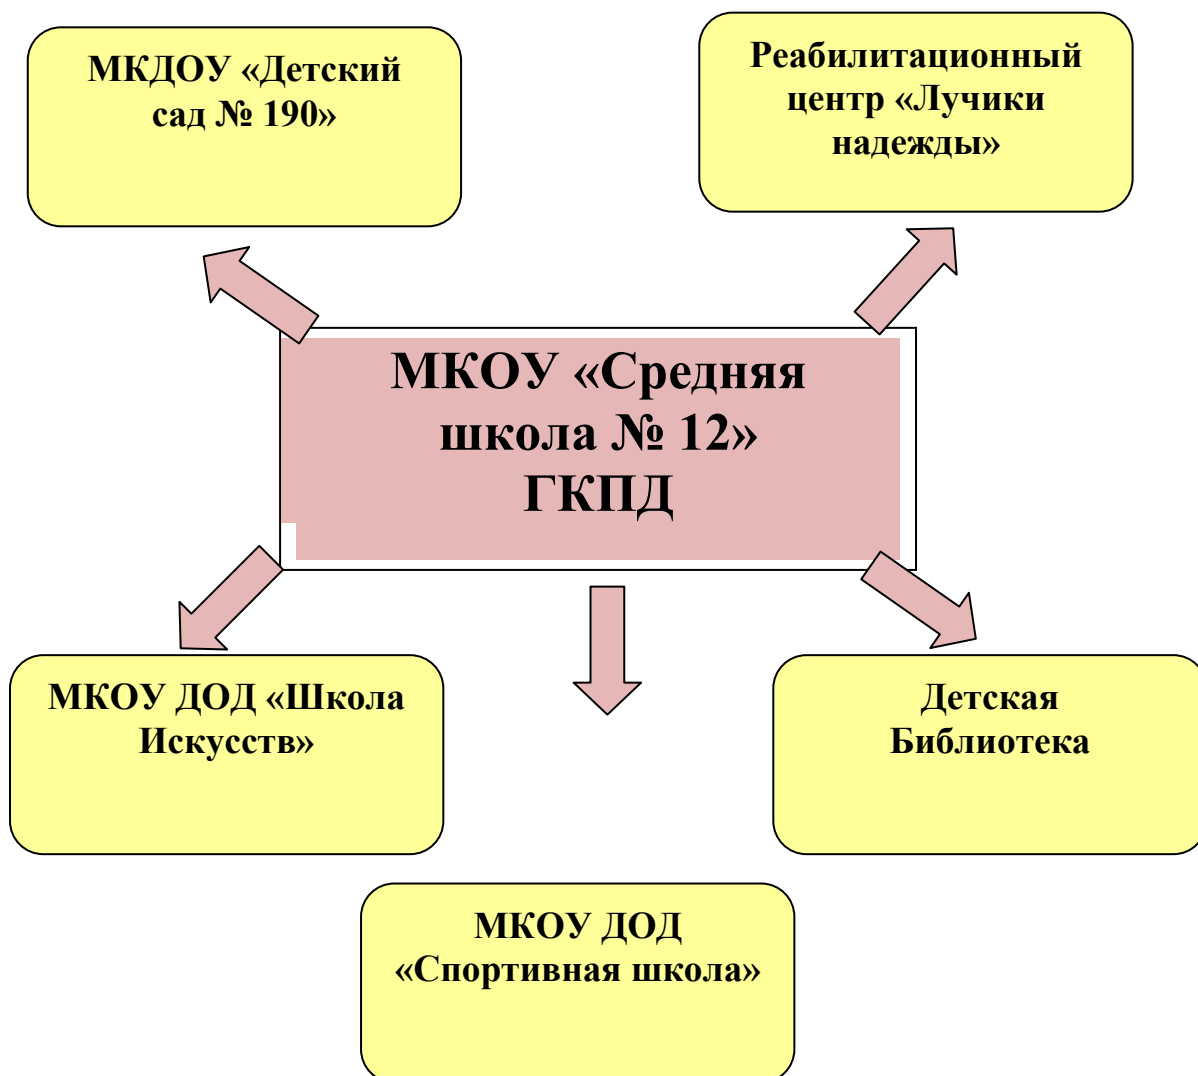 МКДОУ «Детский
сад № 190»
Реабилитационный
центр «Лучики
надежды»
МКОУ «Средняя
школа № 12»
ГКПД
МКОУ ДОД «Школа
Искусств»
Детская
Библиотека
МКОУ ДОД
«Спортивная школа»